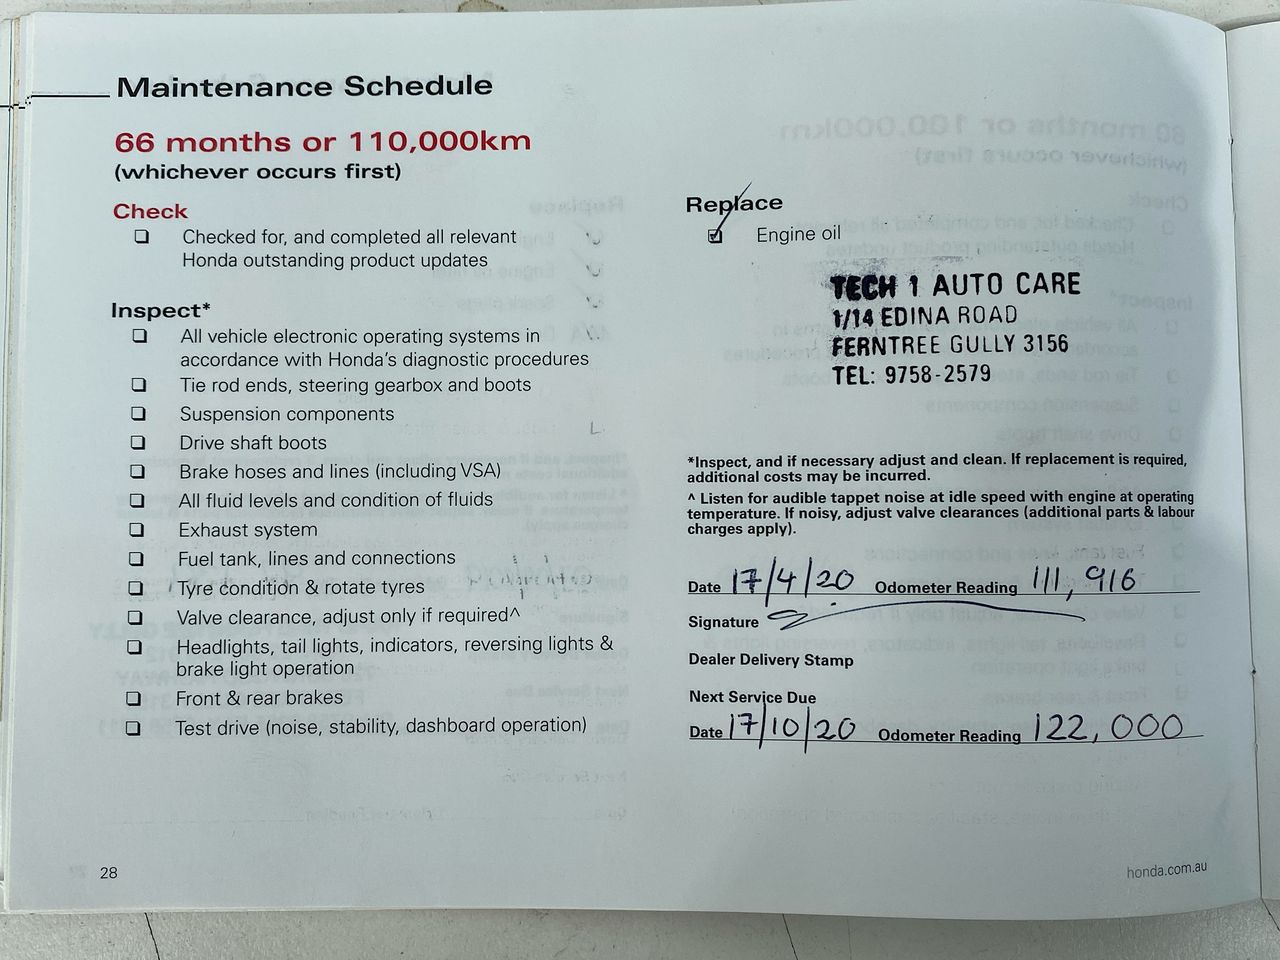 Maintenance Schedule
66 months or 110,000km
(whichever occurs first)
Check
Checked for, and completed all relevant
Honda outstanding product updates
Inspect*
All vehicle electronic operating systems in
accordance with Honda's diagnostic procedures
Tie rod ends, steering gearbox and boots
Suspension components
Drive shaft boots
Brake hoses and lines (including VSA)
All fluid levels and condition of fluids
Exhaust system
Fuel tank, lines and connections
Tyre condition & rotate tyres
Valve clearance, adjust only if required^
Headlights, tail lights, indicators, reversing lights &
brake light operation
Front & rear brakes
Test drive (noise, stability, dashboard operation)
Replace
Engine oil
TECH 1 AUTO CARE
1/14 EDINA ROAD
FERNTREE GULLY 3156
TEL: 9758-2579
*Inspect, and if necessary adjust and clean. If replacement is required,
additional costs may be incurred.
^ Listen for audible tappet noise at idle speed with engine at operating
temperature. If noisy, adjust valve clearances (additional parts & labour
charges apply).
Date 17/4/20 Odometer Reading 111,916
Signature
Dealer Delivery Stamp
Next Service Due
Date 17/10/20 Odometer Reading 122,000
28
honda.com.au